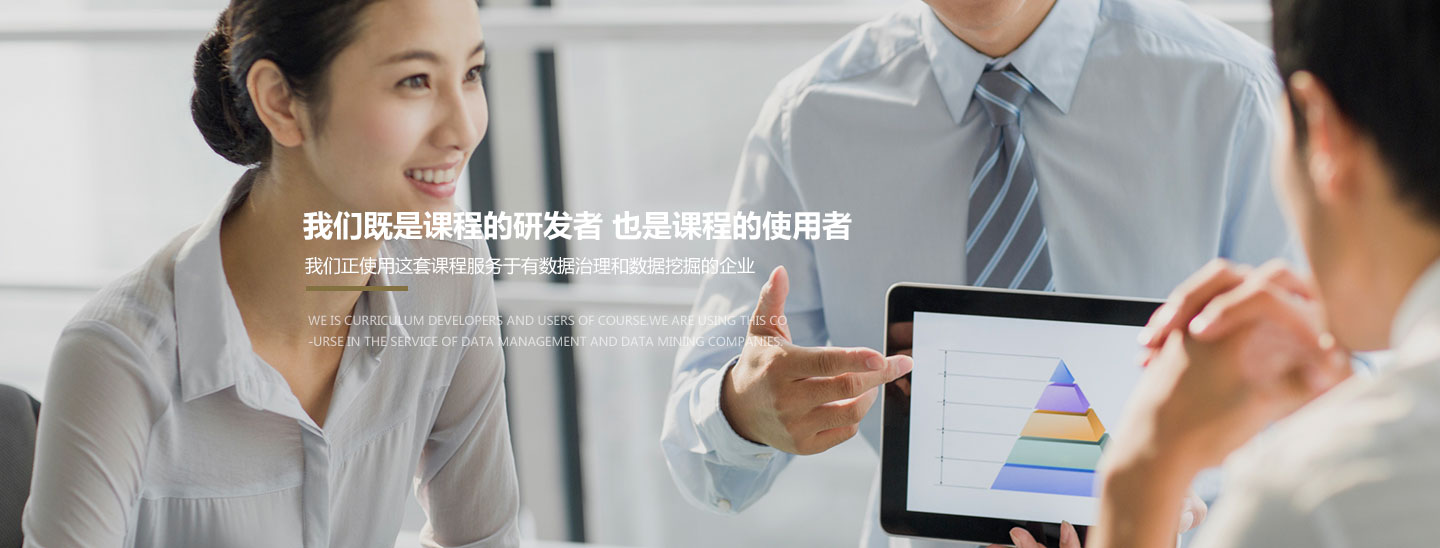 我们既是课程的研发者 也是课程的使用者
我们正使用这套课程服务于有数据治理和数据挖掘的企业
WE IS CURRICULUM DEVELOPERS AND USERS OF COURSE.WE ARE USING THIS CO
-URSE IN THE SERVICE OF DATA MANAGEMENT AND DATA MINING COMPANIES.